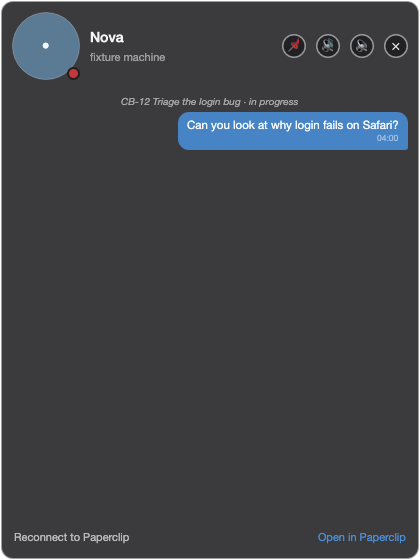 Nova
fixture machine
CB-12 Triage the login bug · in progress
Can you look at why login fails on Safari?
04:00
Reconnect to Paperclip
Open in Paperclip